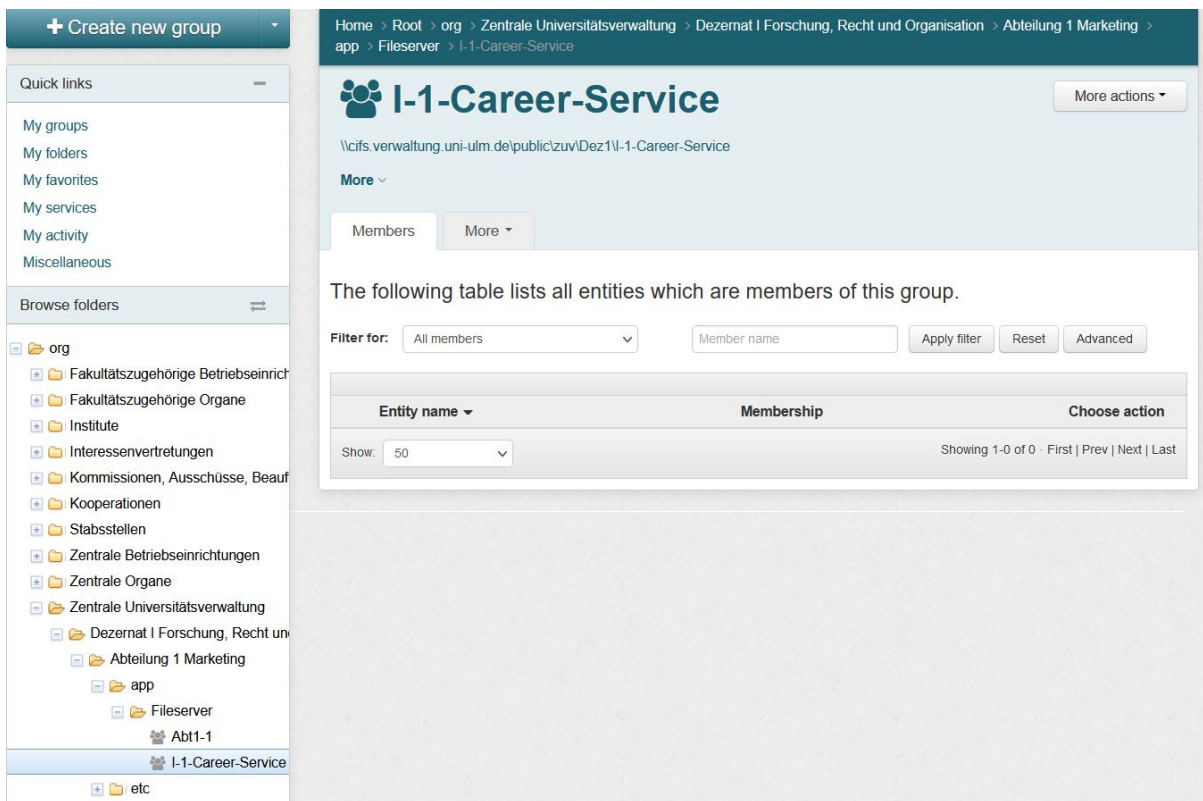 + Create new group
Quick links
My groups
My folders
My favorites
My services
My activity
Miscellaneous
Browse folders
org
Fakultätszugehörige Betriebseinrich
Fakultätszugehörige Organe
Institute
Interessenvertretungen
Kommissionen, Ausschüsse, Beauf
Kooperationen
Stabsstellen
Zentrale Betriebseinrichtungen
Zentrale Organe
Zentrale Universitätsverwaltung
Dezernat I Forschung, Recht un
Abteilung 1 Marketing
app
Fileserver
Abt1-1
I-1-Career-Service
etc
Home > Root > org > Zentrale Universitätsverwaltung > Dezernat I Forschung, Recht und Organisation > Abteilung 1 Marketing >
app > Fileserver > I-1-Career-Service
I-1-Career-Service
More actions
\\cifs.verwaltung.uni-ulm.de\public\zuv\Dez1\I-1-Career-Service
More
Members More
The following table lists all entities which are members of this group.
Filter for: All members Member name Apply filter Reset Advanced
Entity name Membership Choose action
Show: 50 Showing 1-0 of 0 · First | Prev | Next | Last